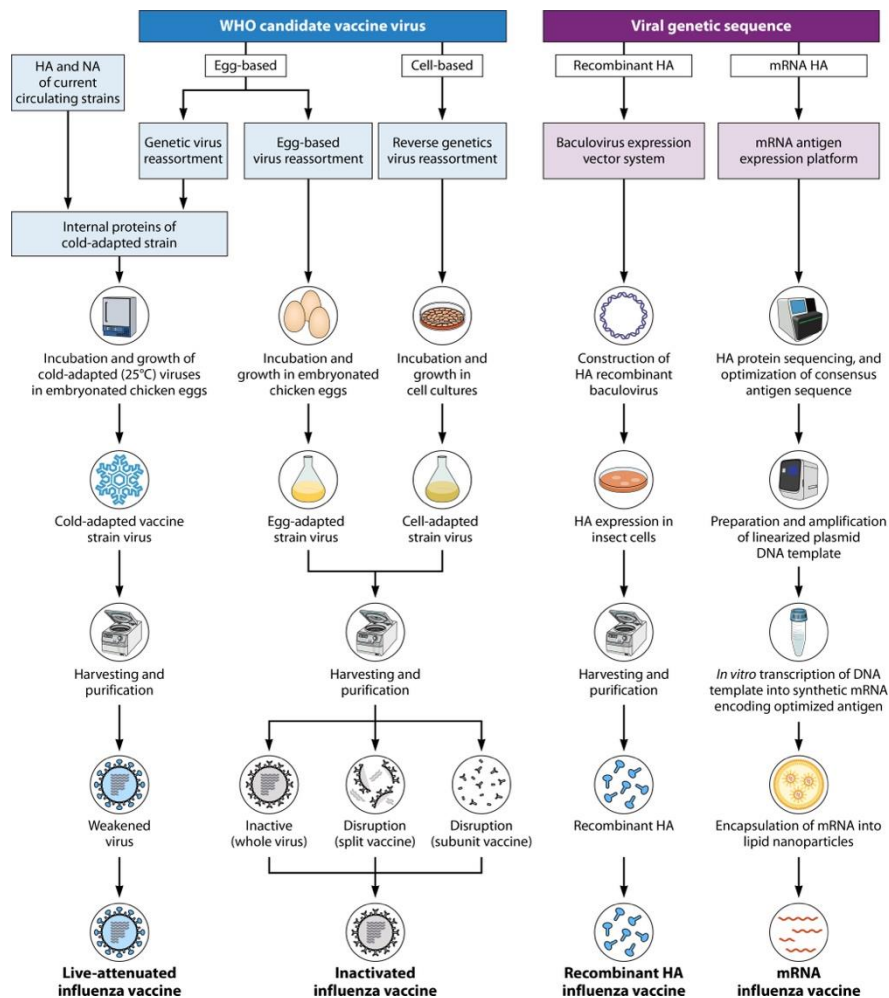 WHO candidate vaccine virus
Viral genetic sequence
HA and NA
of current
circulating strains
Egg-based
Cell-based
Recombinant HA
mRNA HA
Genetic virus
reassortment
Egg-based
virus reassortment
Reverse genetics
virus reassortment
Baculovirus expression
vector system
mRNA antigen
expression platform
Internal proteins of
cold-adapted strain
Incubation and growth of
cold-adapted (25°C) viruses
in embryonated chicken eggs
Incubation and
growth in embryonated
chicken eggs
Incubation and
growth in
cell cultures
Construction of
HA recombinant
baculovirus
HA protein sequencing, and
optimization of consensus
antigen sequence
Cold-adapted vaccine
strain virus
Egg-adapted
strain virus
Cell-adapted
strain virus
HA expression in
insect cells
Preparation and amplification
of linearized plasmid
DNA template
Harvesting and
purification
Harvesting and
purification
Harvesting and
purification
In vitro transcription of DNA
template into synthetic mRNA
encoding optimized antigen
Weakened
virus
Inactive
(whole virus)
Disruption
(split vaccine)
Disruption
(subunit vaccine)
Recombinant HA
Encapsulation of mRNA into
lipid nanoparticles
Live-attenuated
influenza vaccine
Inactivated
influenza vaccine
Recombinant HA
influenza vaccine
mRNA
influenza vaccine